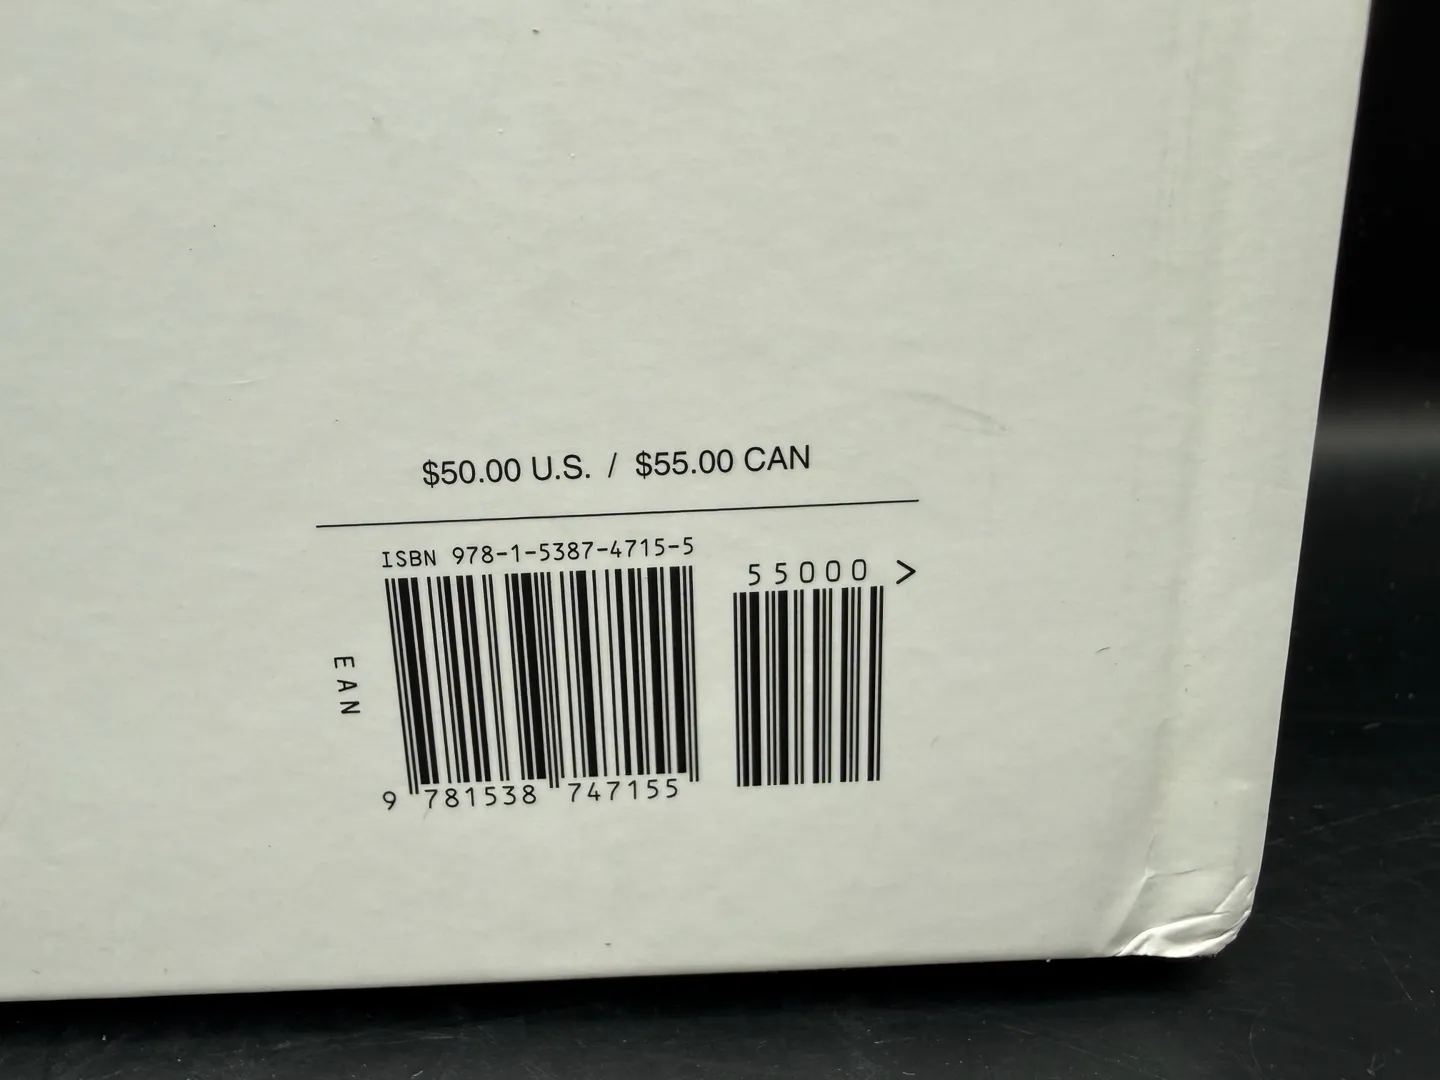 $50.00 U.S. / $55.00 CAN
ISBN 978-1-5387-4715-5
55000 >
EAN
9 781538 747155